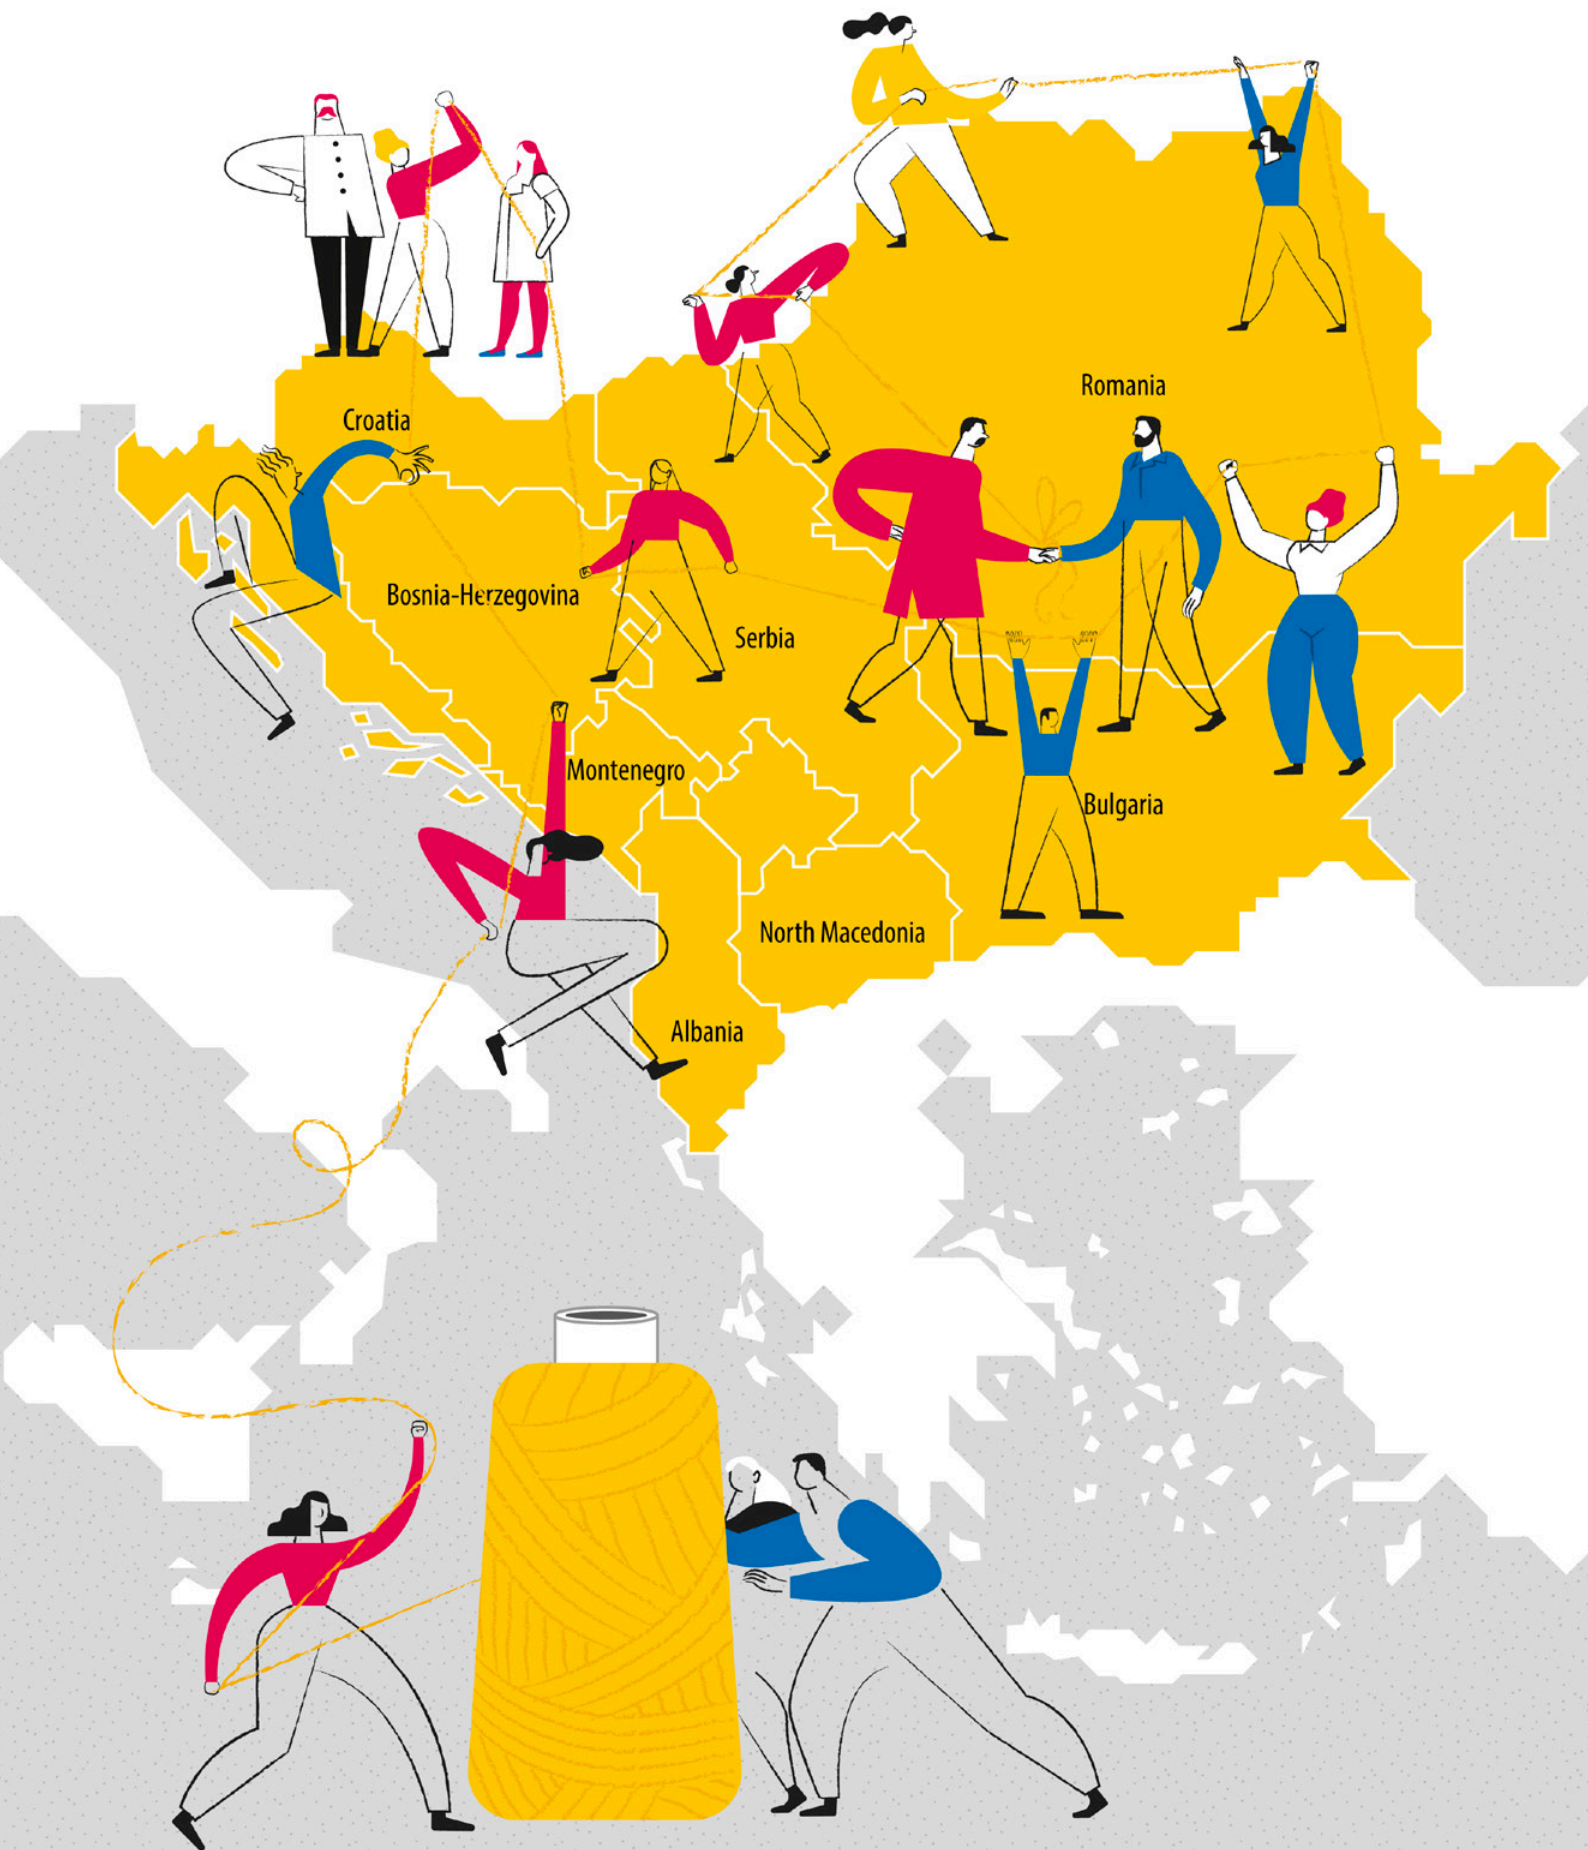 Romania
Croatia
Bosnia-Herzegovina
Serbia
Montenegro
Bulgaria
North Macedonia
Albania